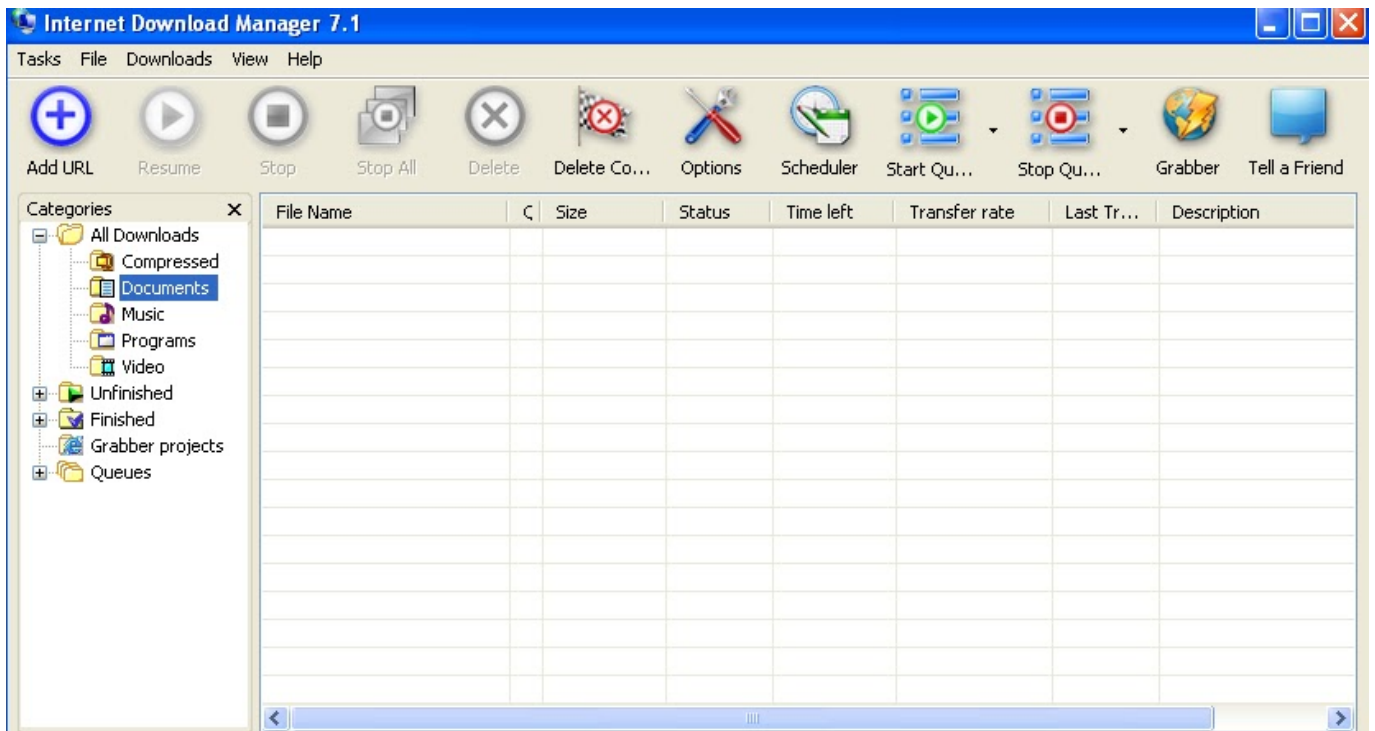 Internet Download Manager 7.1
Tasks File Downloads View Help
Add URL Resume Stop Stop All Delete Delete Co... Options Scheduler Start Qu... Stop Qu... Grabber Tell a Friend
Categories
File Name Q Size Status Time left Transfer rate Last Tr... Description
All Downloads
Compressed
Documents
Music
Programs
Video
Unfinished
Finished
Grabber projects
Queues